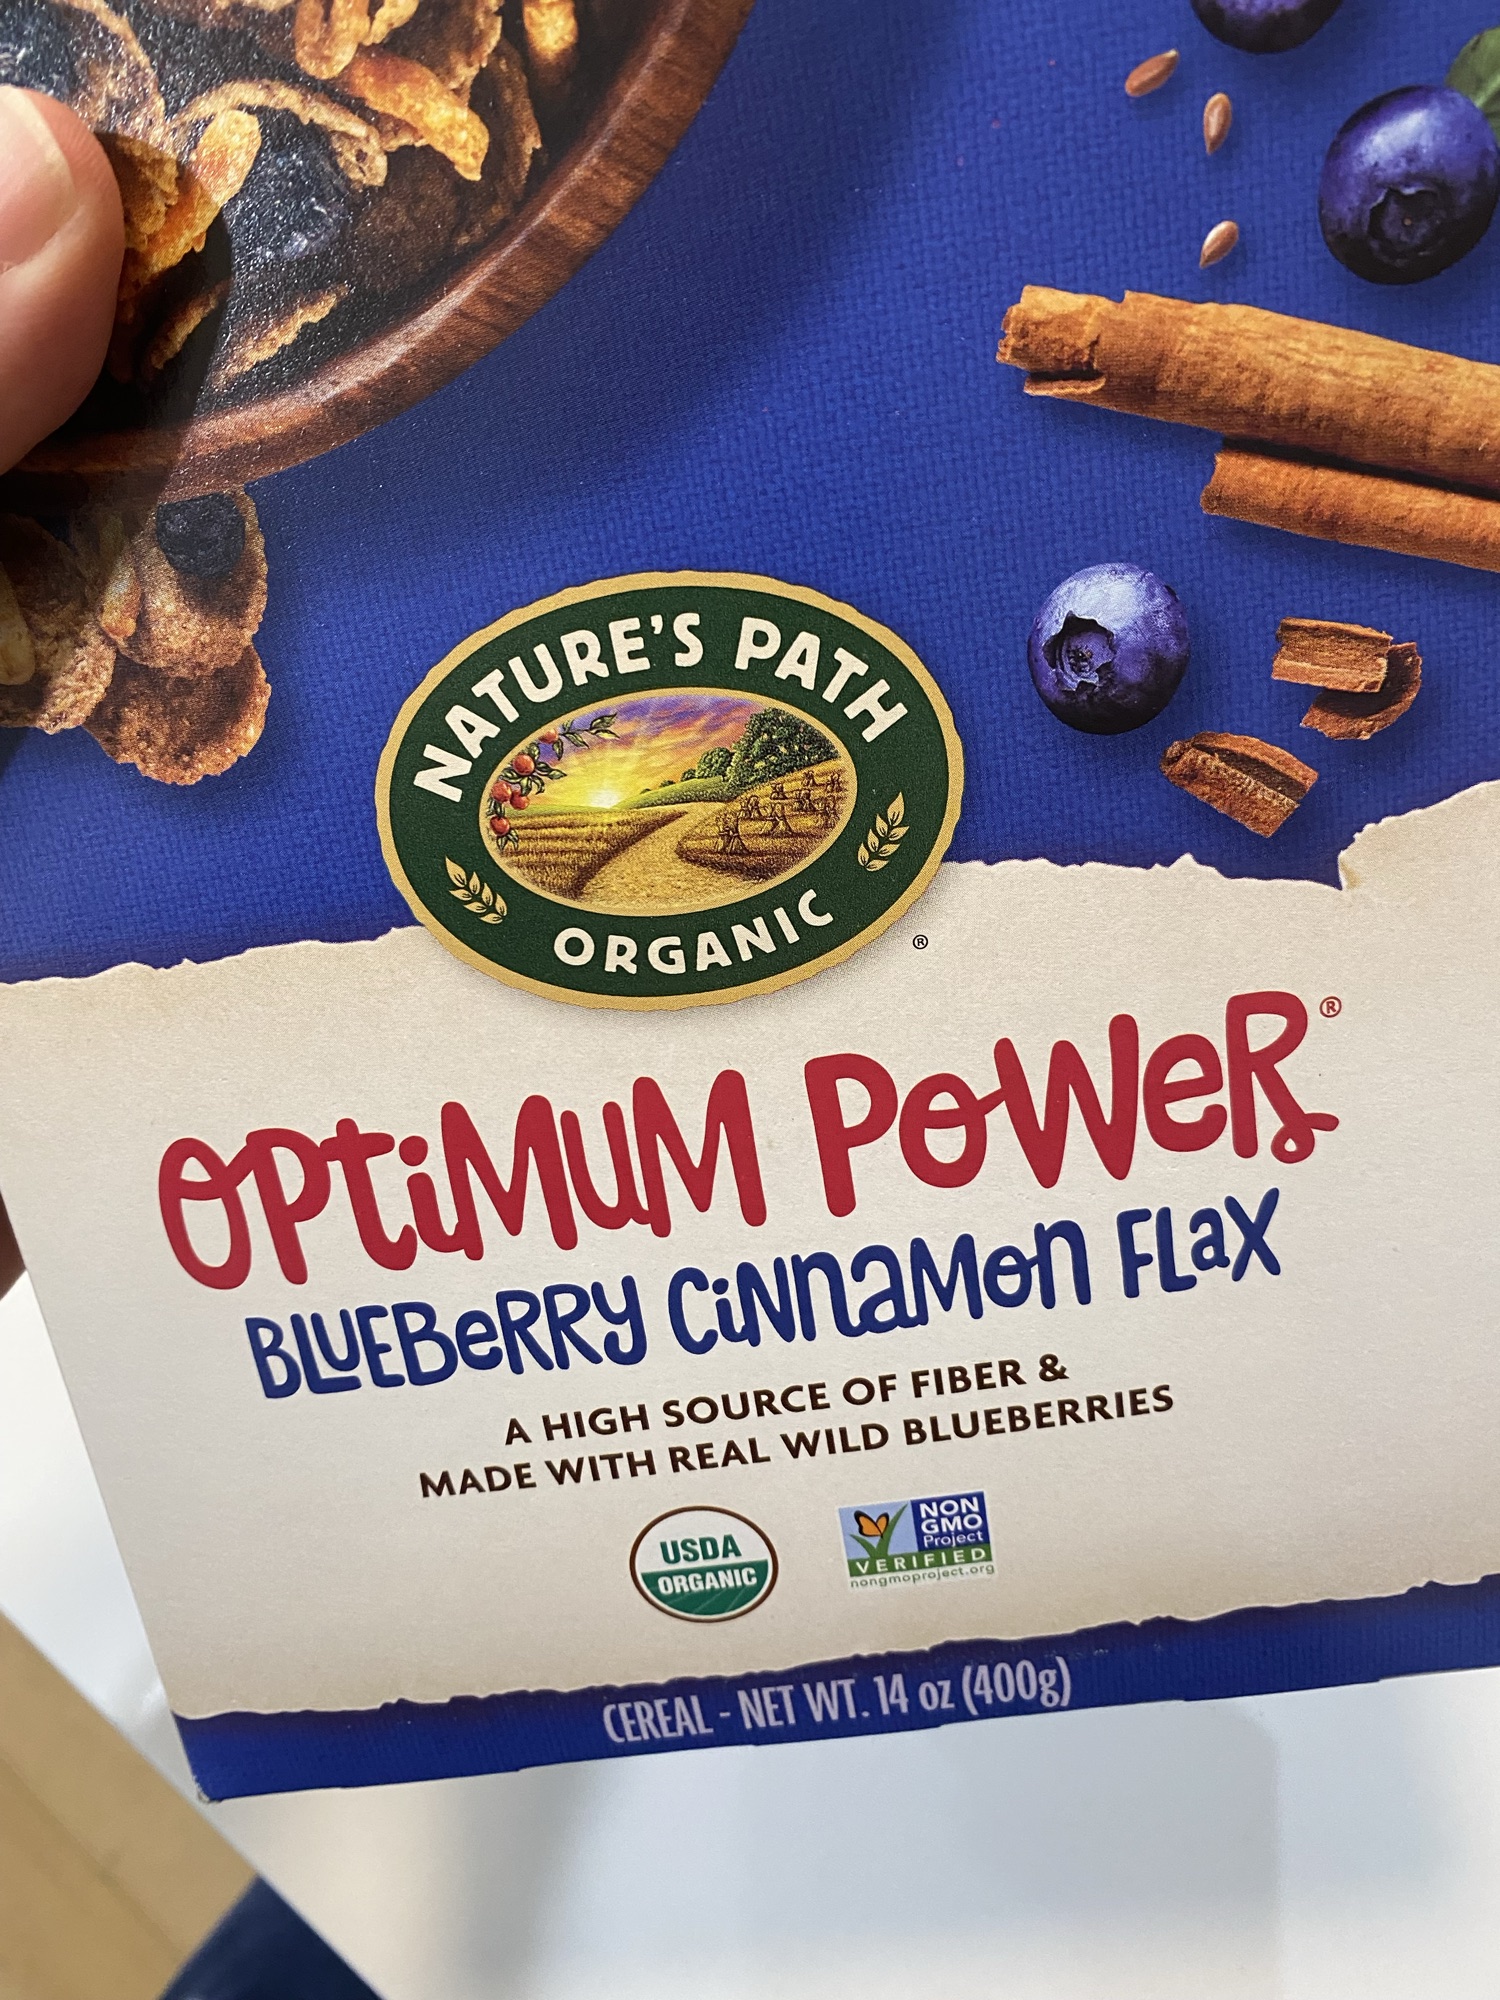 NATURE'S PATH
ORGANIC
®
OPTIMUM POWER®
BLUEBERRY CINNAMON FLAX
A HIGH SOURCE OF FIBER &
MADE WITH REAL WILD BLUEBERRIES
USDA
ORGANIC
NON
GMO
Project
VERIFIED
nongmoproject.org
CEREAL - NET WT. 14 oz (400g)